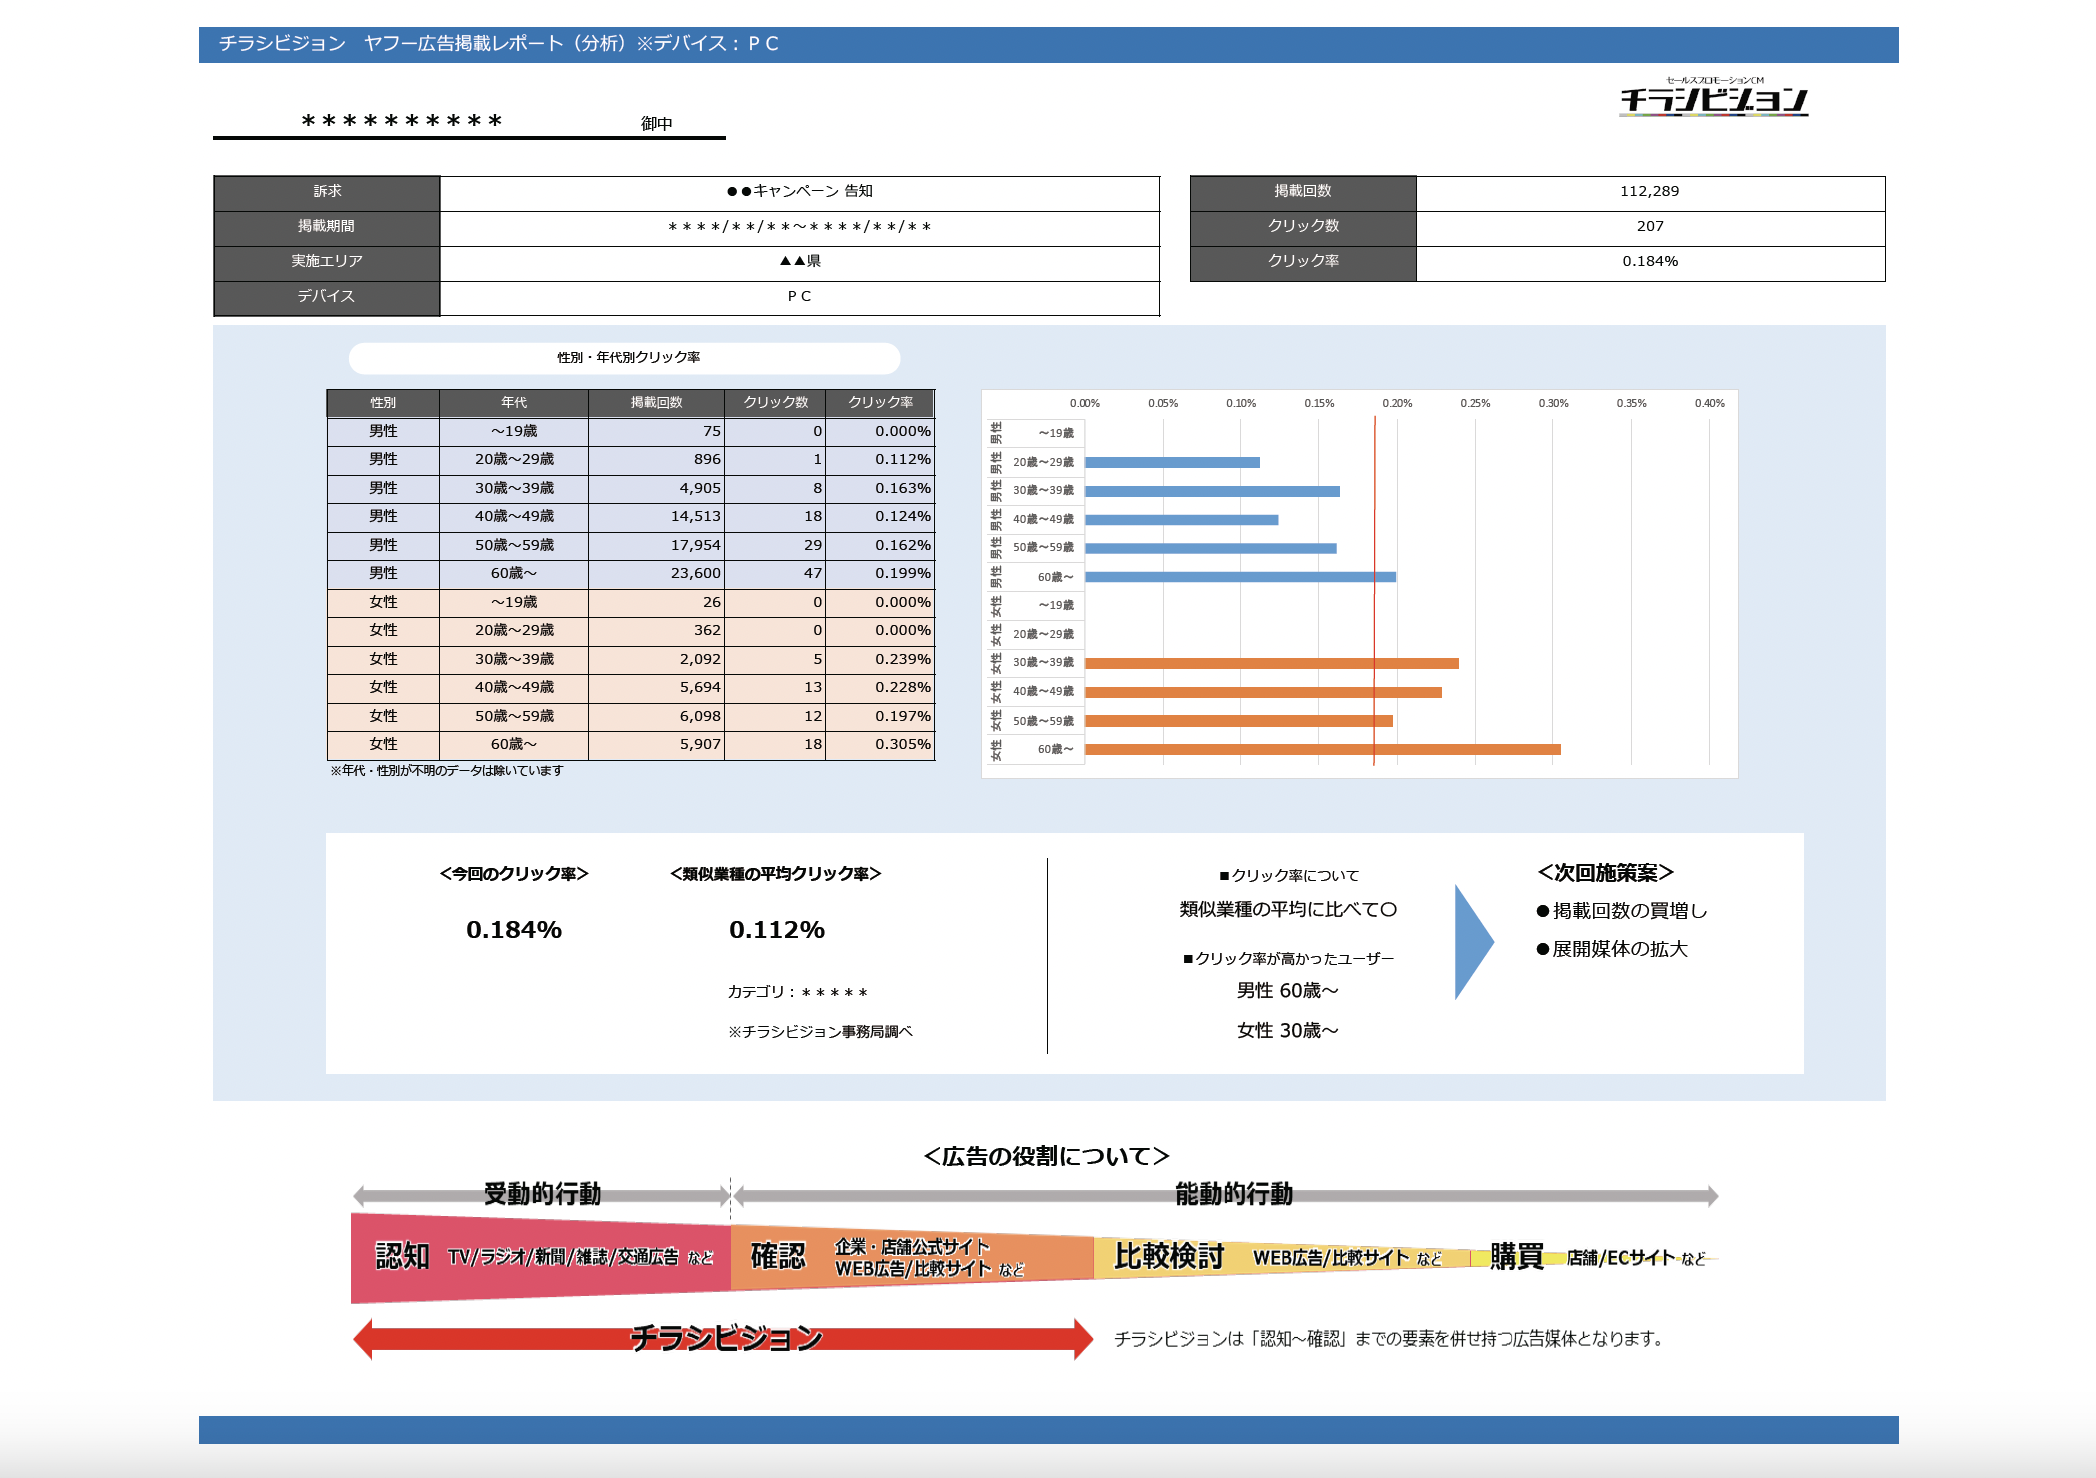 チラシビジョン　ヤフー広告掲載レポート（分析）※デバイス：ＰＣ
セールスプロモーションCM
チラシビジョン
＊＊＊＊＊＊＊＊＊＊ 御中
訴求 ●●キャンペーン 告知
掲載期間 ＊＊＊＊/＊＊/＊＊～＊＊＊＊/＊＊/＊＊
実施エリア ▲▲県
デバイス ＰＣ
掲載回数 112,289
クリック数 207
クリック率 0.184%
性別・年代別クリック率
性別 年代 掲載回数 クリック数 クリック率
男性 ～19歳 75 0 0.000%
男性 20歳～29歳 896 1 0.112%
男性 30歳～39歳 4,905 8 0.163%
男性 40歳～49歳 14,513 18 0.124%
男性 50歳～59歳 17,954 29 0.162%
男性 60歳～ 23,600 47 0.199%
女性 ～19歳 26 0 0.000%
女性 20歳～29歳 362 0 0.000%
女性 30歳～39歳 2,092 5 0.239%
女性 40歳～49歳 5,694 13 0.228%
女性 50歳～59歳 6,098 12 0.197%
女性 60歳～ 5,907 18 0.305%
※年代・性別が不明のデータは除いています
0.00% 0.05% 0.10% 0.15% 0.20% 0.25% 0.30% 0.35% 0.40%
男性 ～19歳
男性 20歳～29歳
男性 30歳～39歳
男性 40歳～49歳
男性 50歳～59歳
男性 60歳～
女性 ～19歳
女性 20歳～29歳
女性 30歳～39歳
女性 40歳～49歳
女性 50歳～59歳
女性 60歳～
＜今回のクリック率＞
0.184%
＜類似業種の平均クリック率＞
0.112%
カテゴリ：＊＊＊＊＊
※チラシビジョン事務局調べ
■クリック率について
類似業種の平均に比べて〇
■クリック率が高かったユーザー
男性 60歳～
女性 30歳～
＜次回施策案＞
●掲載回数の買増し
●展開媒体の拡大
＜広告の役割について＞
受動的行動 能動的行動
認知 TV/ラジオ/新聞/雑誌/交通広告 など
確認 企業・店舗公式サイト
WEB広告/比較サイト など
比較検討 WEB広告/比較サイト など
購買 店舗/ECサイト など
チラシビジョン
チラシビジョンは「認知～確認」までの要素を併せ持つ広告媒体となります。